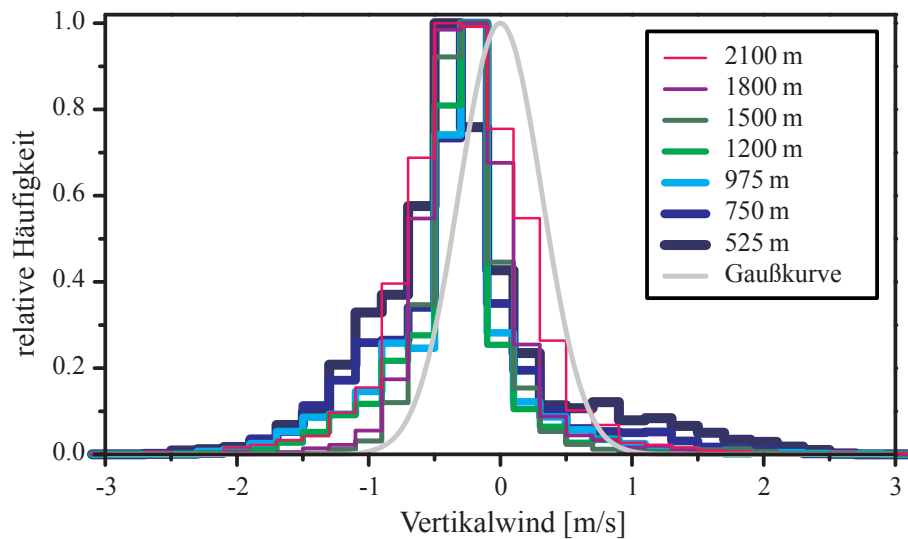 1.0
0.8
0.6
0.4
0.2
0.0
relative Häufigkeit
-3
-2
-1
0
1
2
3
Vertikalwind [m/s]
2100 m
1800 m
1500 m
1200 m
975 m
750 m
525 m
Gaußkurve